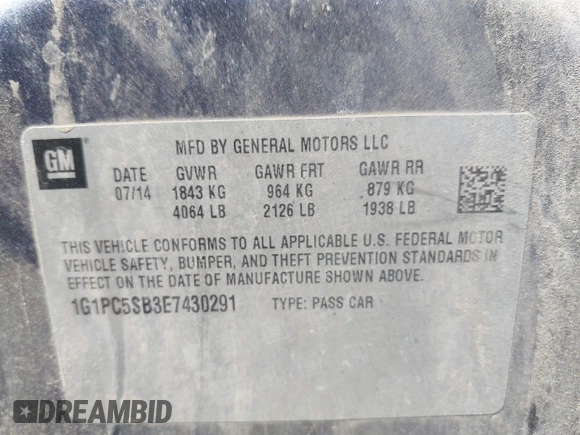 GM
MFD BY GENERAL MOTORS LLC
DATE GVWR GAWR FRT GAWR RR
07/14 1843 KG 964 KG 879 KG
4064 LB 2126 LB 1938 LB
THIS VEHICLE CONFORMS TO ALL APPLICABLE U.S. FEDERAL MOTOR
VEHICLE SAFETY, BUMPER, AND THEFT PREVENTION STANDARDS IN
EFFECT ON THE DATE OF MANUFACTURE SHOWN ABOVE.
1G1PC5SB3E7430291 TYPE: PASS CAR
DREAMBID